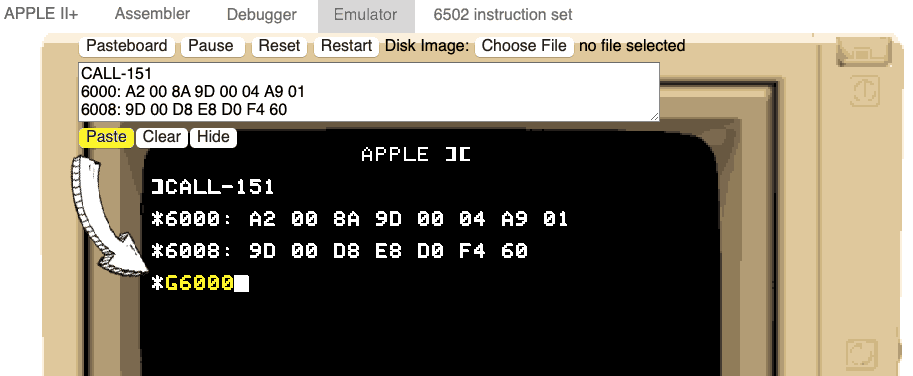 APPLE II+ Assembler Debugger Emulator 6502 instruction set
Pasteboard Pause Reset Restart Disk Image: Choose File no file selected
CALL-151
6000: A2 00 8A 9D 00 04 A9 01
6008: 9D 00 D8 E8 D0 F4 60
Paste Clear Hide
APPLE ][
]CALL-151
*6000: A2 00 8A 9D 00 04 A9 01
*6008: 9D 00 D8 E8 D0 F4 60
*G6000